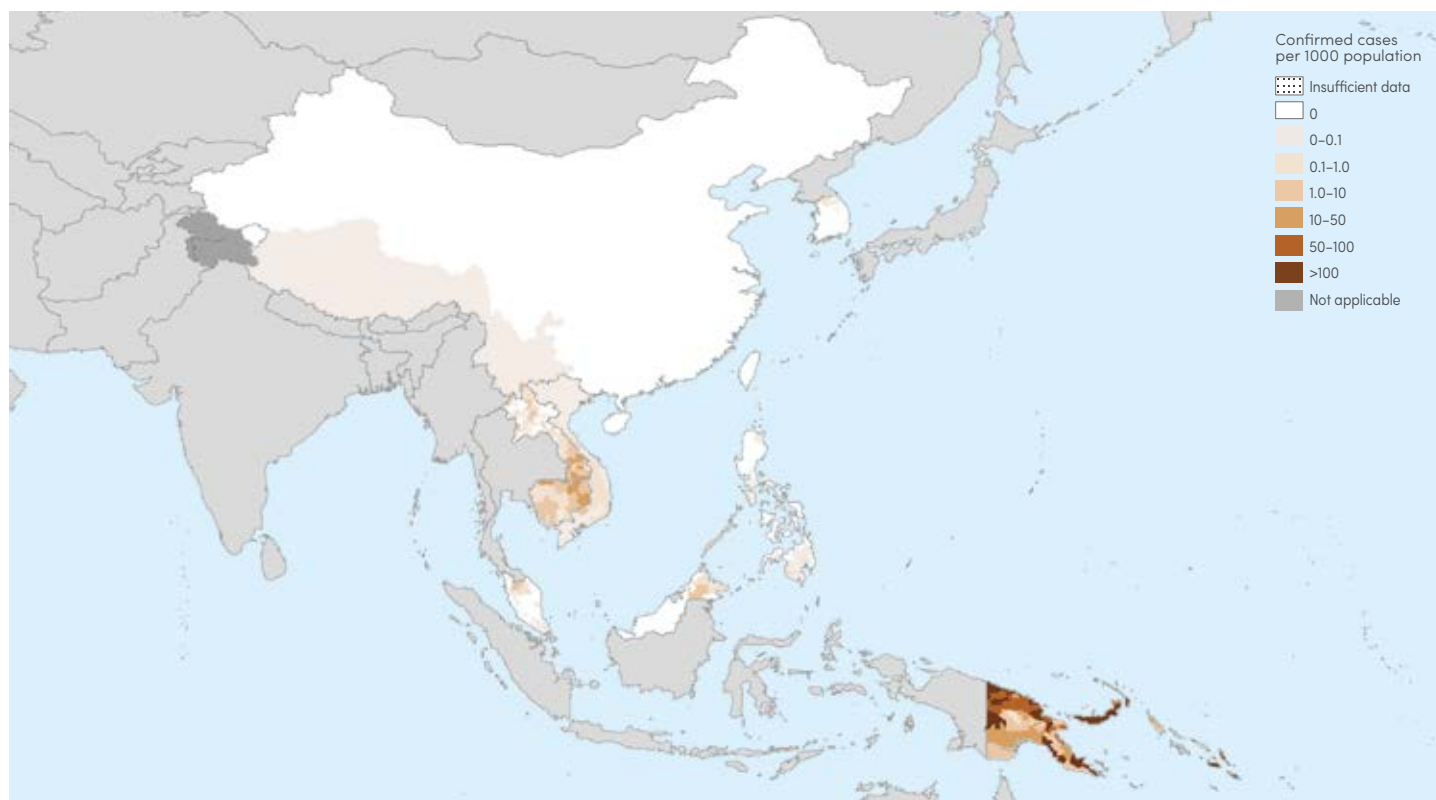 Confirmed cases
per 1000 population
Insufficient data
0
0–0.1
0.1–1.0
1.0–10
10–50
50–100
>100
Not applicable